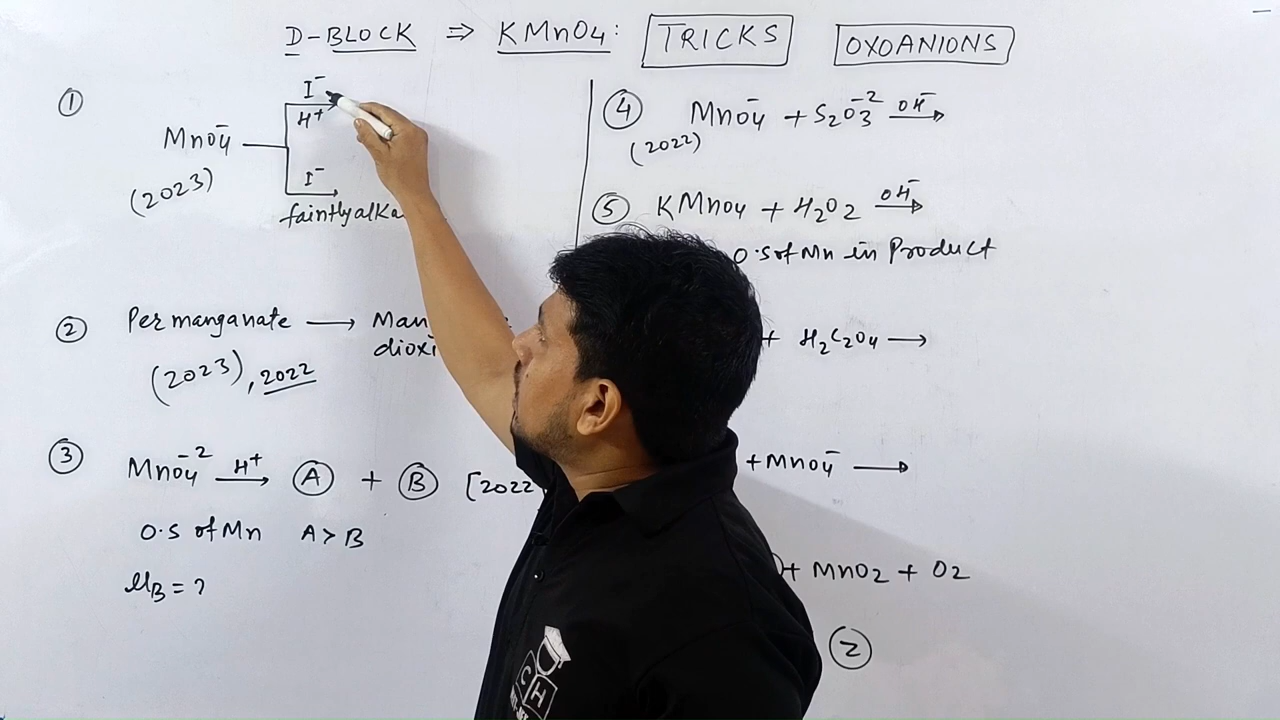 D-BLOCK ⇒ KMnO4: TRICKS OXOANIONS
①
I⁻
H⁺
MnO4⁻
(2023)
I⁻
faintly alka
② Permanganate → Man
dioxi
(2023), 2022
③ MnO4⁻² H⁺→ Ⓐ + Ⓑ [2022
O.S of Mn A > B
μB = ?
④ MnO4⁻ + S2O3⁻² OH⁻→
(2022)
⑤ KMnO4 + H2O2 OH⁻→
O.S of Mn in Product
+ H2C2O4 →
+ MnO4⁻ →
+ MnO2 + O2
②
CH